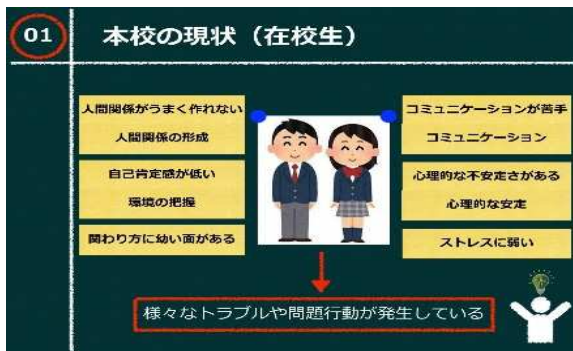 01
本校の現状（在校生）
人間関係がうまく作れない
人間関係の形成
自己肯定感が低い
環境の把握
関わり方に幼い面がある
コミュニケーションが苦手
コミュニケーション
心理的な不安定さがある
心理的な安定
ストレスに弱い
様々なトラブルや問題行動が発生している